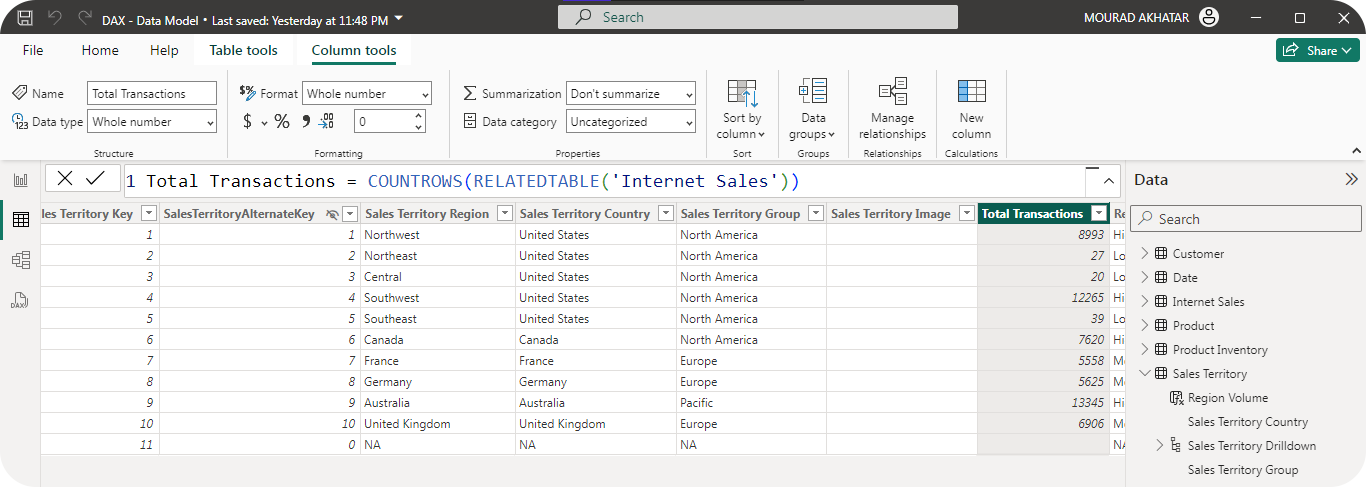 DAX - Data Model • Last saved: Yesterday at 11:48 PM
Search
MOURAD AKHATAR
File Home Help Table tools Column tools
Share
Name Total Transactions
Data type Whole number
Structure
$% Format Whole number
$ % 9 .00 0
Formatting
Summarization Don't summarize
Data category Uncategorized
Properties
Sort by
column
Sort
Data
groups
Groups
Manage
relationships
Relationships
New
column
Calculations
1 Total Transactions = COUNTROWS(RELATEDTABLE('Internet Sales'))
les Territory Key SalesTerritoryAlternateKey Sales Territory Region Sales Territory Country Sales Territory Group Sales Territory Image Total Transactions Re
1 1 Northwest United States North America 8993 Hi
2 2 Northeast United States North America 27 Lo
3 3 Central United States North America 20 Lo
4 4 Southwest United States North America 12265 Hi
5 5 Southeast United States North America 39 Lo
6 6 Canada Canada North America 7620 Hi
7 7 France France Europe 5558 M
8 8 Germany Germany Europe 5625 M
9 9 Australia Australia Pacific 13345 Hi
10 10 United Kingdom United Kingdom Europe 6906 M
11 0 NA NA NA NA
Data
Search
Customer
Date
Internet Sales
Product
Product Inventory
Sales Territory
Region Volume
Sales Territory Country
Sales Territory Drilldown
Sales Territory Group
DAX